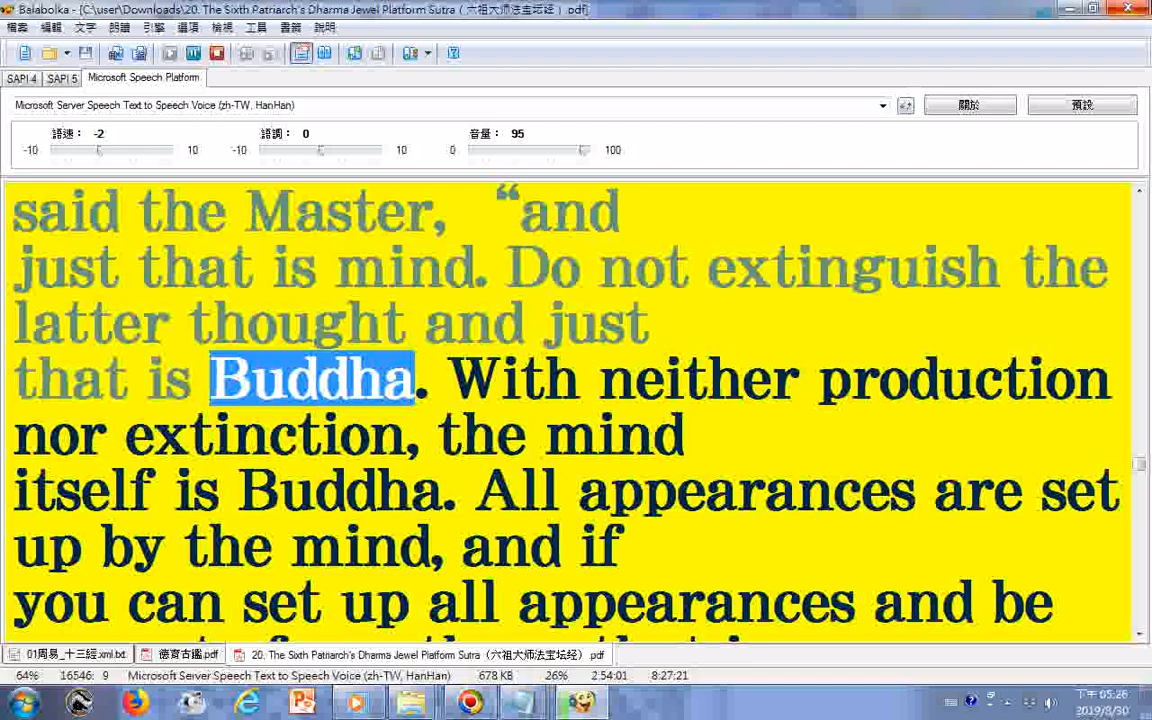 Balabolka - [C:\user\Downloads\20. The Sixth Patriarch's Dharma Jewel Platform Sutra（六祖大师法宝坛经）.pdf]
檔案 編輯 文字 朗讀 引擎 選項 檢視 工具 書籤 說明
SAPI 4 SAPI 5 Microsoft Speech Platform
Microsoft Server Speech Text to Speech Voice (zh-TW, HanHan) 關於 預設
語速： -2 語調： 0 音量： 95
-10 10 -10 10 0 100
said the Master, “and
just that is mind. Do not extinguish the
latter thought and just
that is Buddha. With neither production
nor extinction, the mind
itself is Buddha. All appearances are set
up by the mind, and if
you can set up all appearances and be
01周易_十三經.xml.txt 德育古鑑.pdf 20. The Sixth Patriarch's Dharma Jewel Platform Sutra（六祖大师法宝坛经）.pdf
64% 16546: 9 Microsoft Server Speech Text to Speech Voice (zh-TW, HanHan) 678 KB 26% 2:54:01 8:27:21
下午 05:26
2019/8/30